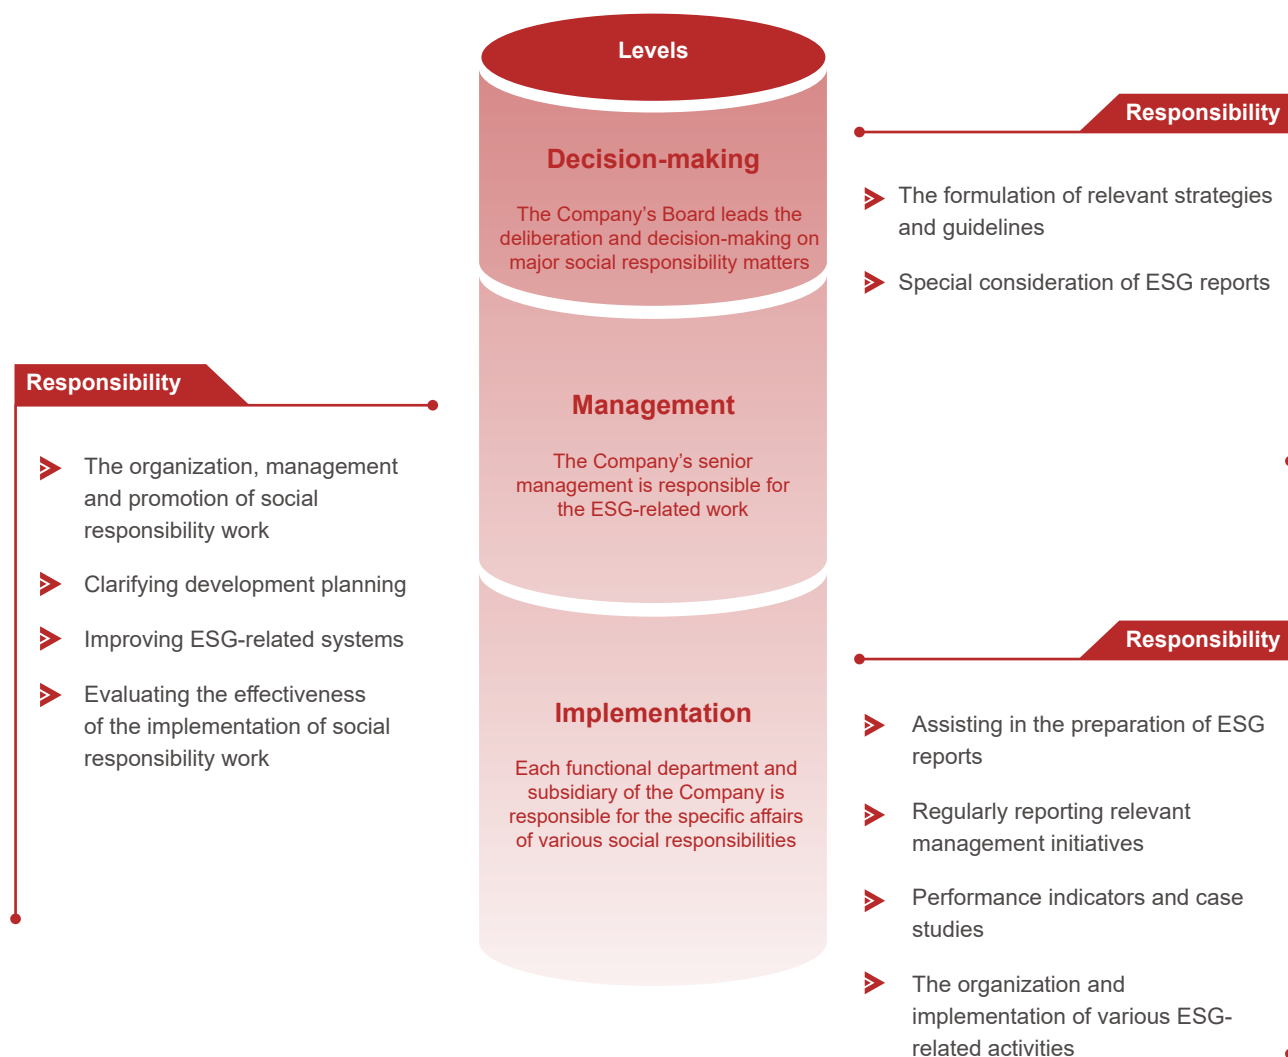 Levels
Decision-making
The Company’s Board leads the
deliberation and decision-making on
major social responsibility matters
Responsibility
The formulation of relevant strategies
and guidelines
Special consideration of ESG reports
Management
The Company’s senior
management is responsible for
the ESG-related work
Responsibility
The organization, management
and promotion of social
responsibility work
Clarifying development planning
Improving ESG-related systems
Evaluating the effectiveness
of the implementation of social
responsibility work
Implementation
Each functional department and
subsidiary of the Company is
responsible for the specific affairs
of various social responsibilities
Responsibility
Assisting in the preparation of ESG
reports
Regularly reporting relevant
management initiatives
Performance indicators and case
studies
The organization and
implementation of various ESG-
related activities